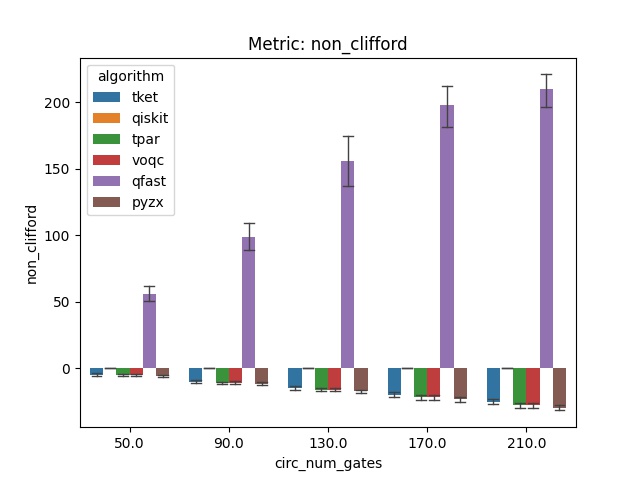 Metric: non_clifford
algorithm
tket
qiskit
tpar
voqc
qfast
pyzx
non_clifford
200
150
100
50
0
50.0 90.0 130.0 170.0 210.0
circ_num_gates